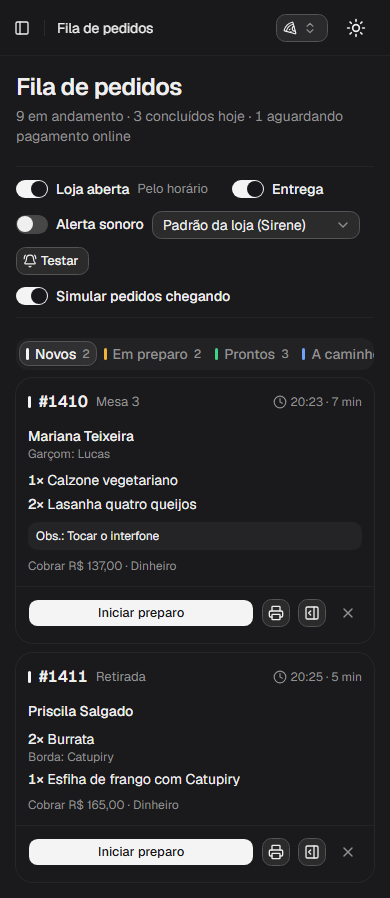 Fila de pedidos
Fila de pedidos
9 em andamento · 3 concluídos hoje · 1 aguardando
pagamento online
Loja aberta Pelo horário Entrega
Alerta sonoro Padrão da loja (Sirene)
Testar
Simular pedidos chegando
Novos 2 Em preparo 2 Prontos 3 A caminh
#1410 Mesa 3 20:23 · 7 min
Mariana Teixeira
Garçom: Lucas
1× Calzone vegetariano
2× Lasanha quatro queijos
Obs.: Tocar o interfone
Cobrar R$ 137,00 · Dinheiro
Iniciar preparo
#1411 Retirada 20:25 · 5 min
Priscila Salgado
2× Burrata
Borda: Catupiry
1× Esfiha de frango com Catupiry
Cobrar R$ 165,00 · Dinheiro
Iniciar preparo